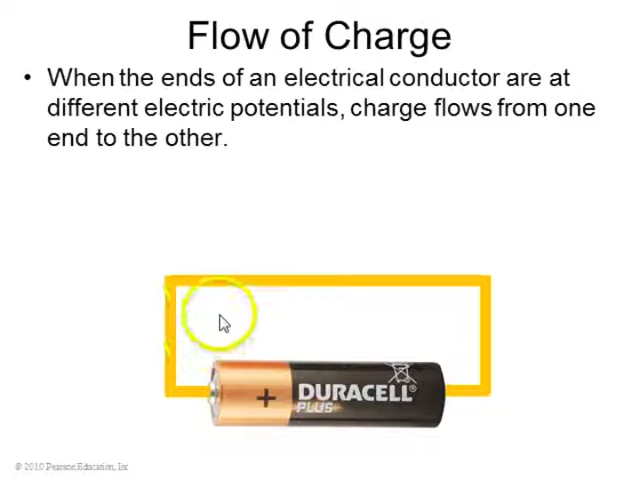 Flow of Charge
• When the ends of an electrical conductor are at
different electric potentials, charge flows from one
end to the other.
+
DURACELL®
PLUS
© 2010 Pearson Education, Inc